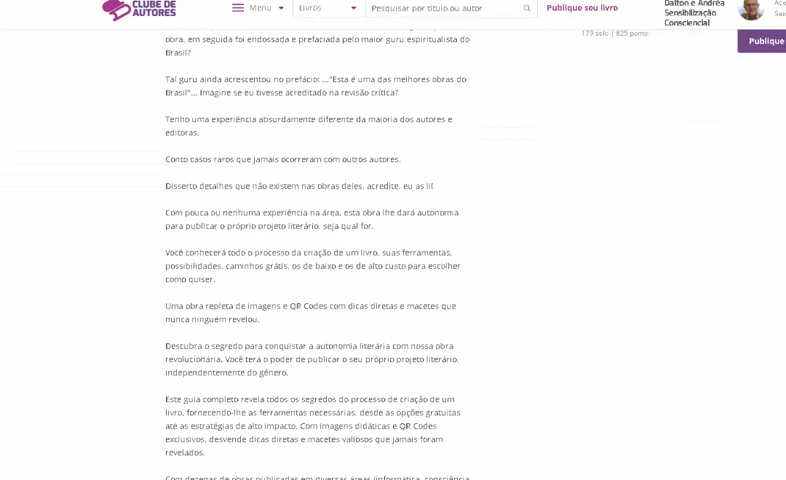 CLUBE DE
AUTORES
Menu
Livros
Pesquisar por título ou autor
Publique seu livro
Dalton e Andréa
Sensibilização
Consciencial
179 selo | 825 ponto
Publique
obra, em seguida foi endossada e prefaciada pelo maior guru espiritualista do
Brasil?
Tal guru ainda acrescentou no prefácio: ..."Esta é uma das melhores obras do
Brasil"... Imagine se eu tivesse acreditado na revisão crítica?
Tenho uma experiência absurdamente diferente da maioria dos autores e
editoras.
Conto casos raros que jamais ocorreram com outros autores.
Disserto detalhes que não existem nas obras deles, acredite, eu as li!
Com pouca ou nenhuma experiência na área, esta obra lhe dará autonomia
para publicar o próprio projeto literário, seja qual for.
Você conhecerá todo o processo da criação de um livro, suas ferramentas,
possibilidades, caminhos grátis, os de baixo e os de alto custo para escolher
como quiser.
Uma obra repleta de imagens e QR Codes com dicas diretas e macetes que
nunca ninguém revelou.
Descubra o segredo para conquistar a autonomia literária com nossa obra
revolucionária. Você terá o poder de publicar o seu próprio projeto literário,
independentemente do gênero.
Este guia completo revela todos os segredos do processo de criação de um
livro, fornecendo-lhe as ferramentas necessárias, desde as opções gratuitas
até as estratégias de alto impacto. Com imagens didáticas e QR Codes
exclusivos, desvende dicas diretas e macetes valiosos que jamais foram
revelados.
Com dezenas de obras publicadas em diversas áreas (informática, consciência